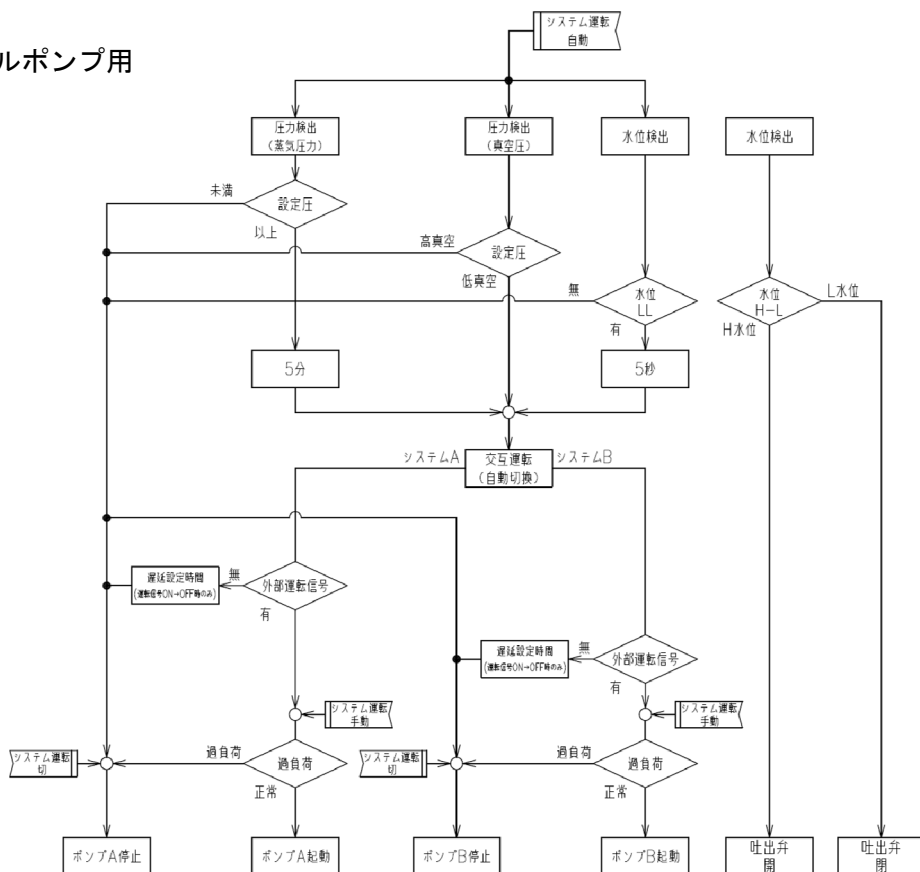 ルポンプ用
システム運転
自動
圧力検出
(蒸気圧力)
圧力検出
(真空圧)
水位検出
水位検出
未満
設定圧
以上
高真空
設定圧
低真空
無
水位
LL
有
水位
H-L
L水位
H水位
5分
5秒
システムA
交互運転
(自動切換)
システムB
遅延設定時間
(運転信号ON→OFF時のみ)
無
外部運転信号
有
遅延設定時間
(運転信号ON→OFF時のみ)
無
外部運転信号
有
システム運転
手動
システム運転
手動
システム運転
切
過負荷
過負荷
正常
システム運転
切
過負荷
過負荷
正常
ポンプA停止
ポンプA起動
ポンプB停止
ポンプB起動
吐出弁
開
吐出弁
閉